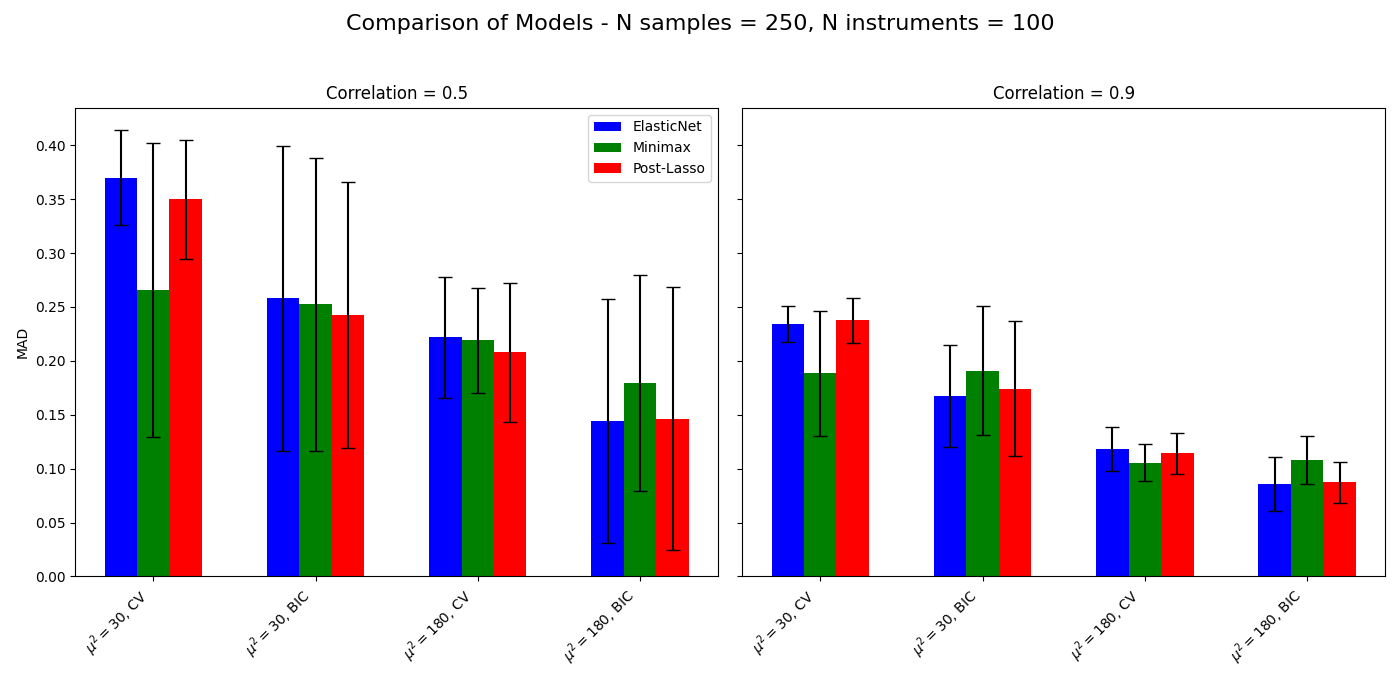 Comparison of Models - N samples = 250, N instruments = 100
Correlation = 0.5
ElasticNet
Minimax
Post-Lasso
MAD
0.40
0.35
0.30
0.25
0.20
0.15
0.10
0.05
0.00
μ² = 30, CV
μ² = 30, BIC
μ² = 180, CV
μ² = 180, BIC
Correlation = 0.9
μ² = 30, CV
μ² = 30, BIC
μ² = 180, CV
μ² = 180, BIC